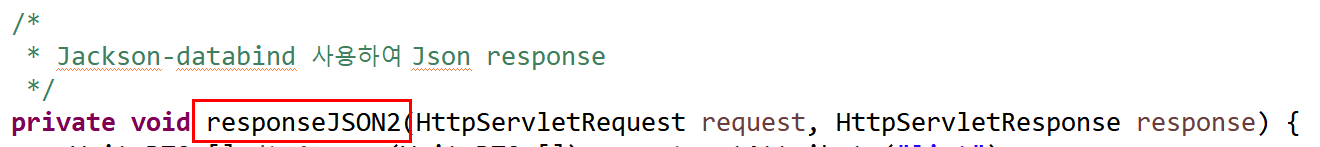 /*
* Jackson-databind 사용하여 Json response
*/
private void responseJSON2(HttpServletRequest request, HttpServletResponse response) {